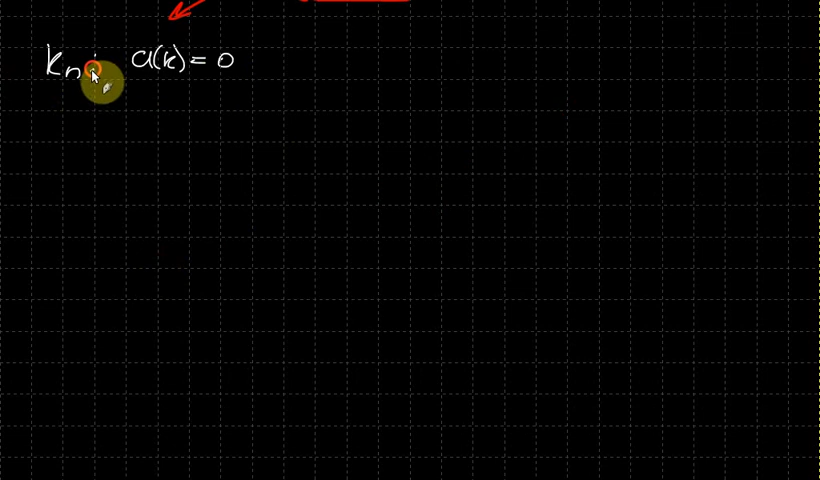 kn: a(k) = 0